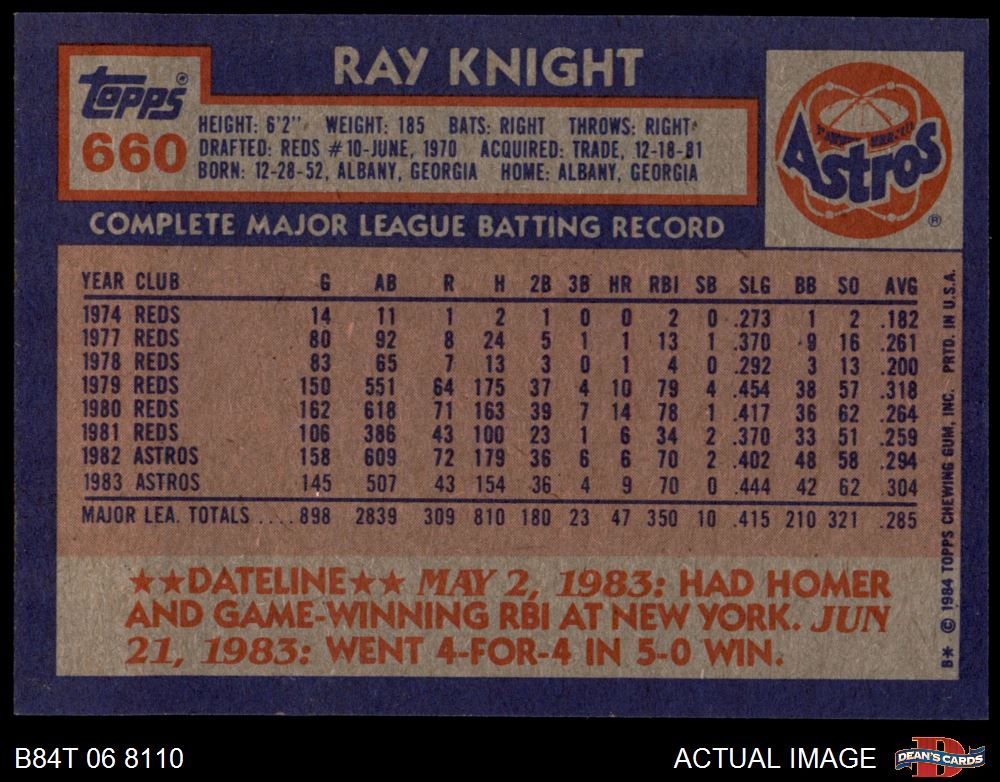 RAY KNIGHT
Topps®
660
HEIGHT: 6'2" WEIGHT: 185 BATS: RIGHT THROWS: RIGHT
DRAFTED: REDS #10-JUNE, 1970 ACQUIRED: TRADE, 12-18-81
BORN: 12-28-52, ALBANY, GEORGIA HOME: ALBANY, GEORGIA
Astros
®
COMPLETE MAJOR LEAGUE BATTING RECORD
YEAR CLUB G AB R H 2B 3B HR RBI SB SLG BB SO AVG
1974 REDS 14 11 1 2 1 0 0 2 0 .273 1 2 .182
1977 REDS 80 92 8 24 5 1 1 13 1 .370 9 16 .261
1978 REDS 83 65 7 13 3 0 1 4 0 .292 3 13 .200
1979 REDS 150 551 64 175 37 4 10 79 4 .454 38 57 .318
1980 REDS 162 618 71 163 39 7 14 78 1 .417 36 62 .264
1981 REDS 106 386 43 100 23 1 6 34 2 .370 33 51 .259
1982 ASTROS 158 609 72 179 36 6 6 70 2 .402 48 58 .294
1983 ASTROS 145 507 43 154 36 4 9 70 0 .444 42 62 .304
MAJOR LEA. TOTALS ....898 2839 309 810 180 23 47 350 10 .415 210 321 .285
★★DATELINE★★ MAY 2, 1983: HAD HOMER
AND GAME-WINNING RBI AT NEW YORK. JUN
21, 1983: WENT 4-FOR-4 IN 5-0 WIN.
B* © 1984 TOPPS CHEWING GUM, INC. PRTD. IN U.S.A.
B84T 06 8110
ACTUAL IMAGE
D
DEAN'S CARDS